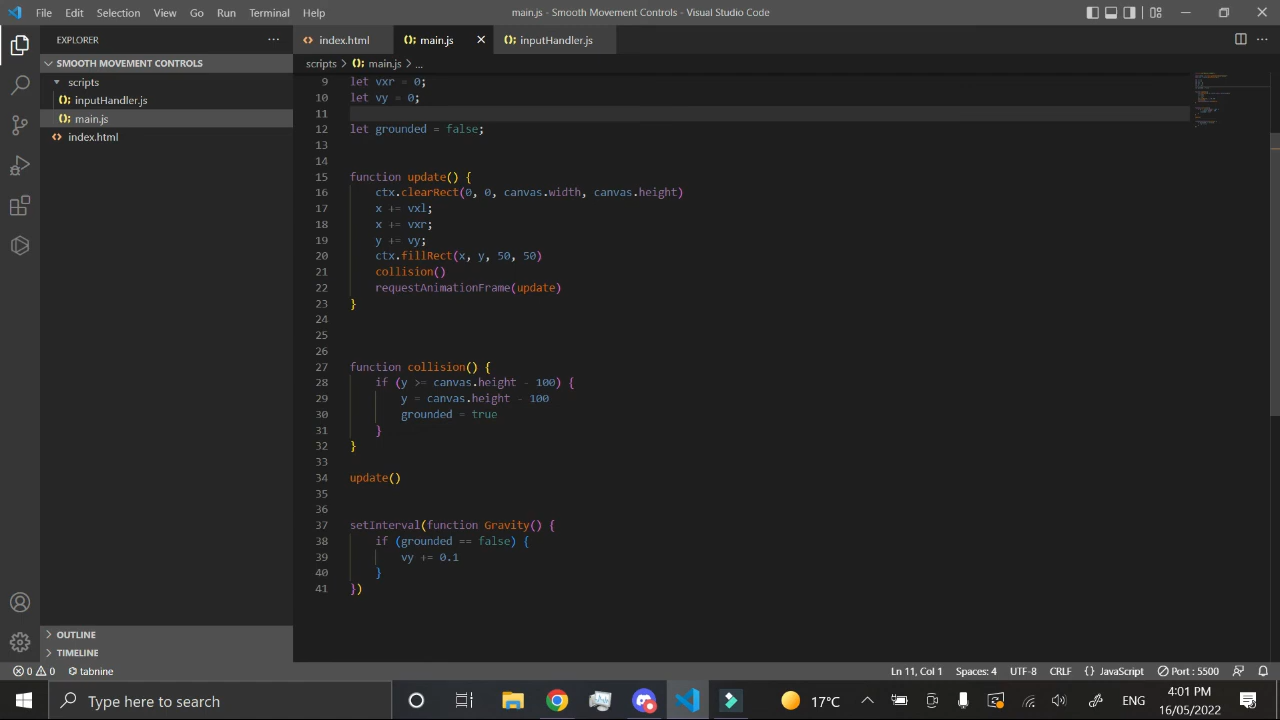 File Edit Selection View Go Run Terminal Help
main.js - Smooth Movement Controls - Visual Studio Code
EXPLORER
SMOOTH MOVEMENT CONTROLS
scripts
inputHandler.js
main.js
index.html
OUTLINE
TIMELINE
index.html main.js inputHandler.js
scripts > main.js > ...
9 let vxr = 0;
10 let vy = 0;
11
12 let grounded = false;
13
14
15 function update() {
16 ctx.clearRect(0, 0, canvas.width, canvas.height)
17 x += vxl;
18 x += vxr;
19 y += vy;
20 ctx.fillRect(x, y, 50, 50)
21 collision()
22 requestAnimationFrame(update)
23 }
24
25
26
27 function collision() {
28 if (y >= canvas.height - 100) {
29 y = canvas.height - 100
30 grounded = true
31 }
32 }
33
34 update()
35
36
37 setInterval(function Gravity() {
38 if (grounded == false) {
39 vy += 0.1
40 }
41 })
0 0 tabnine
Ln 11, Col 1 Spaces: 4 UTF-8 CRLF {} JavaScript Port : 5500
Type here to search
17°C
ENG
4:01 PM
16/05/2022